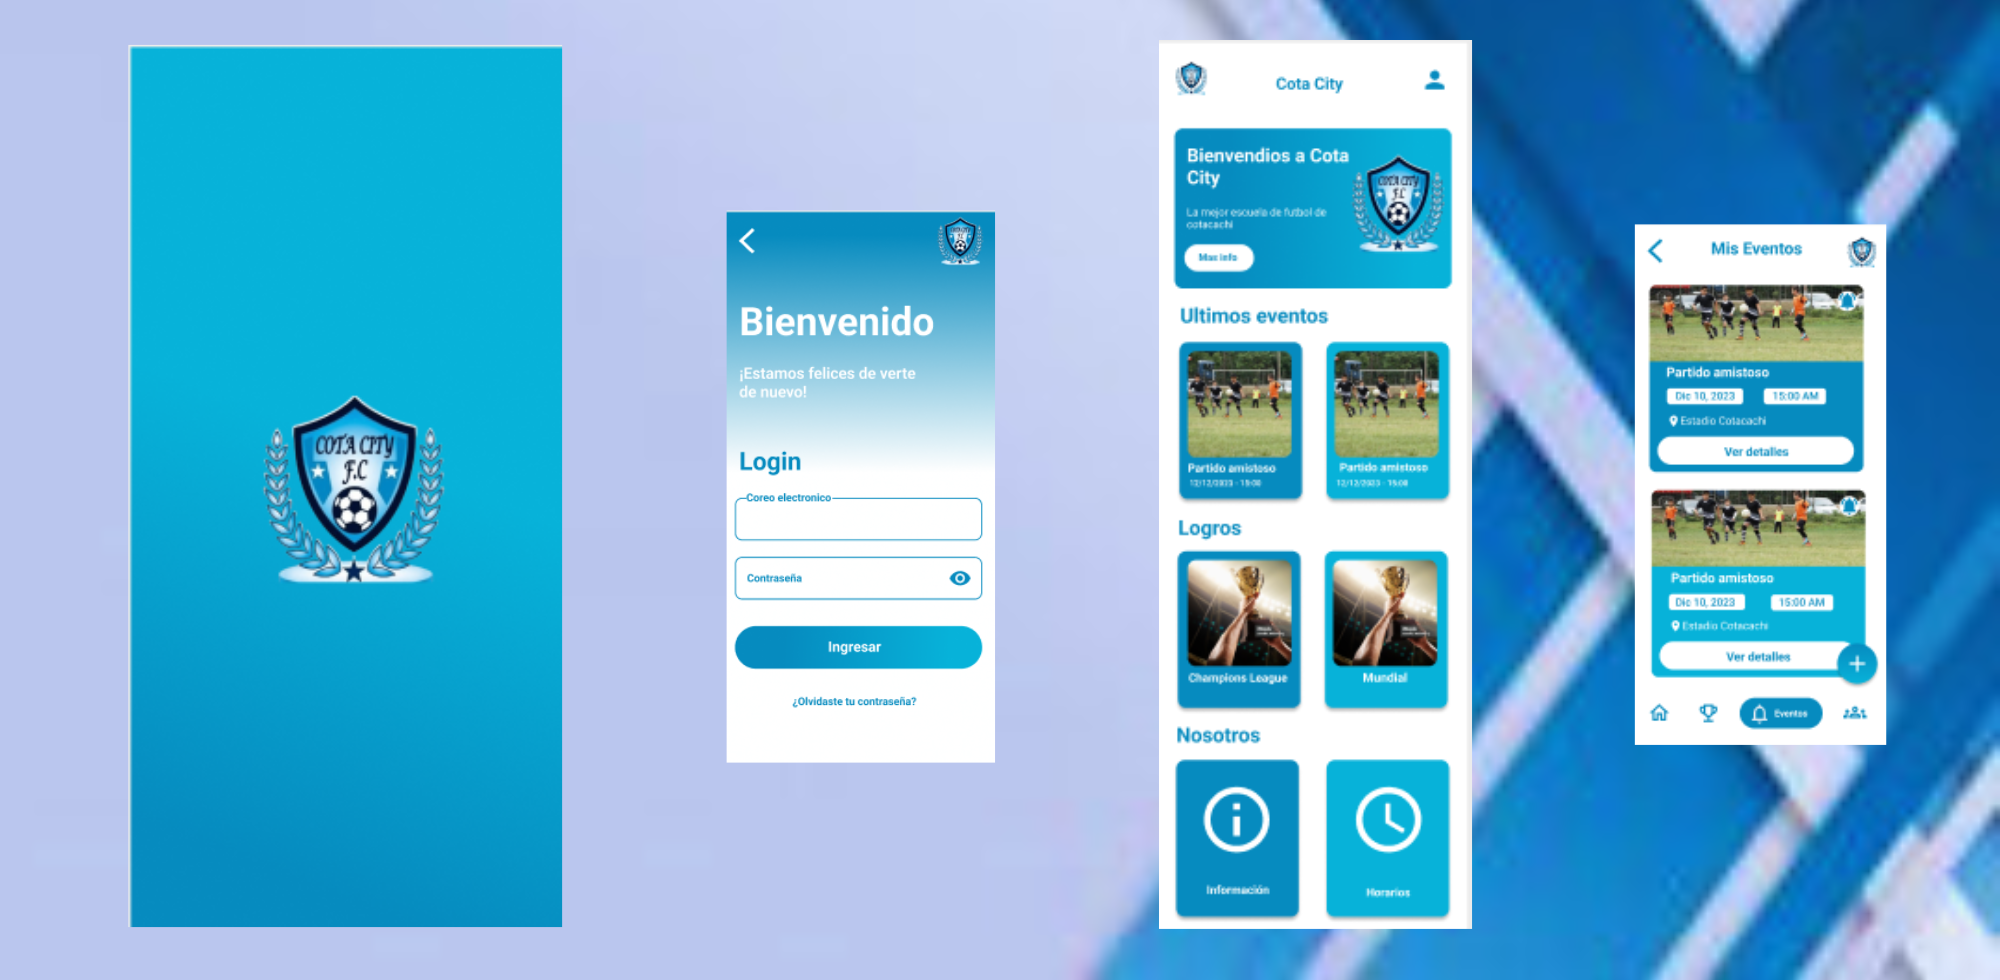 COTA CITY
F.C
Bienvenido
¡Estamos felices de verte
de nuevo!
Login
Coreo electronico
Contraseña
Ingresar
¿Olvidaste tu contraseña?
Cota City
Bienvendios a Cota
City
COTA CITY
F.C
La mejor escuela de futbol de
cotacachi
Mas info
Ultimos eventos
Partido amistoso
12/12/2023 - 15:00
Partido amistoso
12/12/2023 - 15:00
Logros
Champions League
Mundial
Nosotros
Información
Horarios
Mis Eventos
Partido amistoso
Dic 10, 2023
15:00 AM
Estadio Cotacachi
Ver detalles
Partido amistoso
Dic 10, 2023
15:00 AM
Estadio Cotacachi
Ver detalles
Eventos